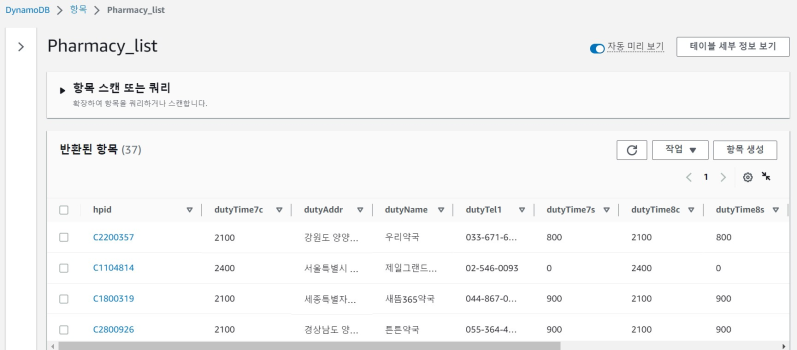 DynamoDB > 항목 > Pharmacy_list
Pharmacy_list
자동 미리 보기
테이블 세부 정보 보기
항목 스캔 또는 쿼리
확장하여 항목을 쿼리하거나 스캔합니다.
반환된 항목 (37)
작업
항목 생성
1
hpid dutyTime7c dutyAddr dutyName dutyTel1 dutyTime7s dutyTime8c dutyTime8s
C2200357 2100 강원도 양양... 우리약국 033-671-6... 800 2100 800
C1104814 2400 서울특별시 ... 제일그랜드... 02-546-0093 0 2400 0
C1800319 2100 세종특별자... 새뜸365약국 044-867-0... 900 2100 900
C2800926 2100 경상남도 양... 튼튼약국 055-364-4... 900 2100 900